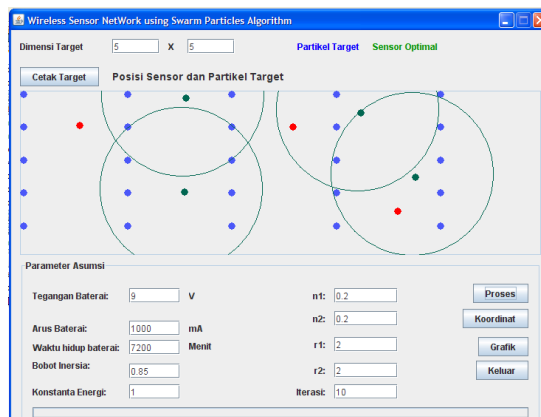 Wireless Sensor NetWork using Swarm Particles Algorithm
Dimensi Target 5 X 5 Partikel Target Sensor Optimal
Cetak Target Posisi Sensor dan Partikel Target
Parameter Asumsi
Tegangan Baterai: 9 V n1: 0.2 Proses
n2: 0.2 Koordinat
Arus Baterai: 1000 mA
Waktu hidup baterai: 7200 Menit r1: 2 Grafik
Bobot Inersia: 0.85 r2: 2 Keluar
Konstanta Energi: 1 Iterasi: 10